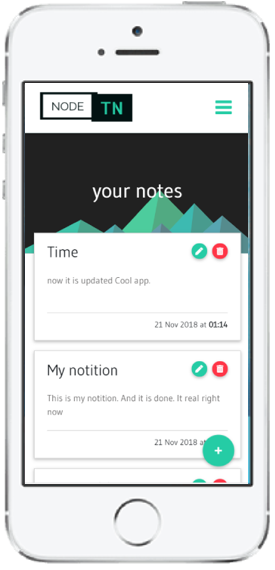 NODE TN
your notes
Time
now it is updated Cool app.
21 Nov 2018 at 01:14
My notition
This is my notition. And it is done. It real right
now
21 Nov 2018 at
+